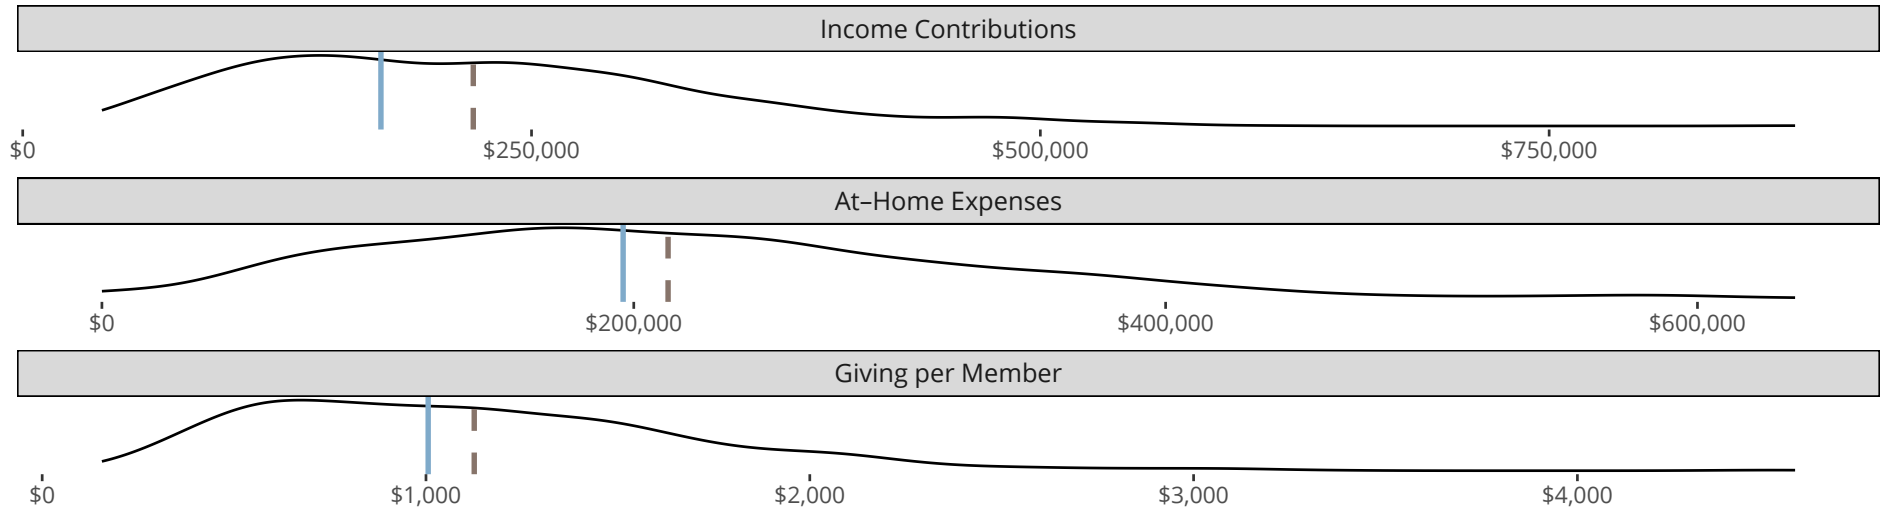 Income Contributions
$0 $250,000 $500,000 $750,000
At–Home Expenses
$0 $200,000 $400,000 $600,000
Giving per Member
$0 $1,000 $2,000 $3,000 $4,000